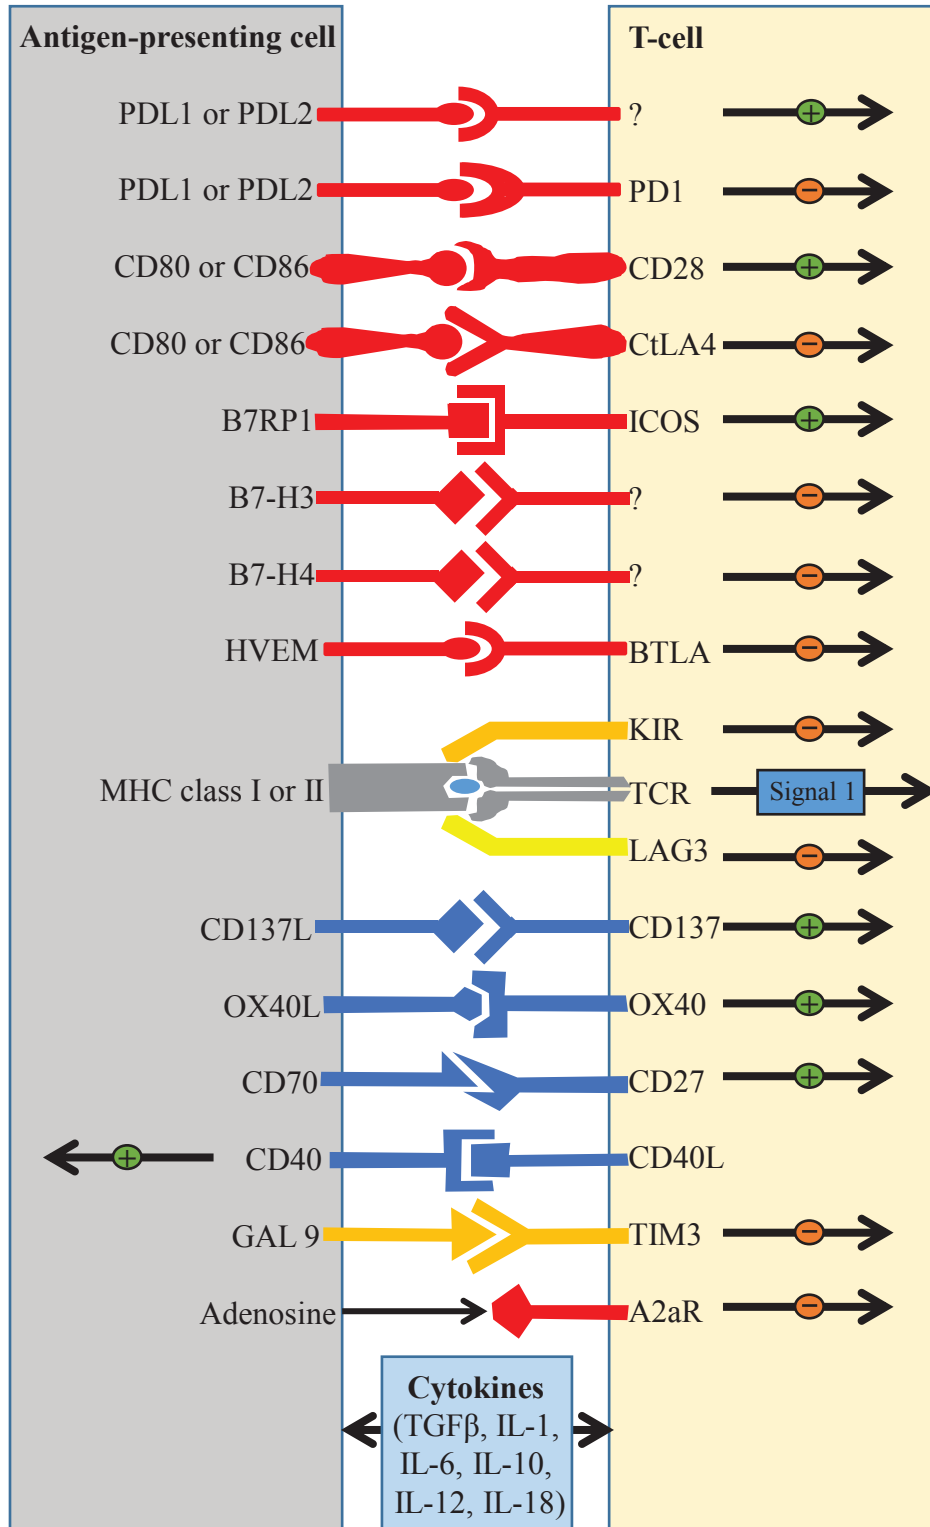 Antigen-presenting cell T-cell
PDL1 or PDL2 ? +
PDL1 or PDL2 PD1 −
CD80 or CD86 CD28 +
CD80 or CD86 CtLA4 −
B7RP1 ICOS +
B7-H3 ? −
B7-H4 ? −
HVEM BTLA −
KIR −
MHC class I or II TCR Signal 1
LAG3 −
CD137L CD137 +
OX40L OX40 +
CD70 CD27 +
+ CD40 CD40L
GAL 9 TIM3 −
Adenosine A2aR −
Cytokines
(TGFβ, IL-1,
IL-6, IL-10,
IL-12, IL-18)